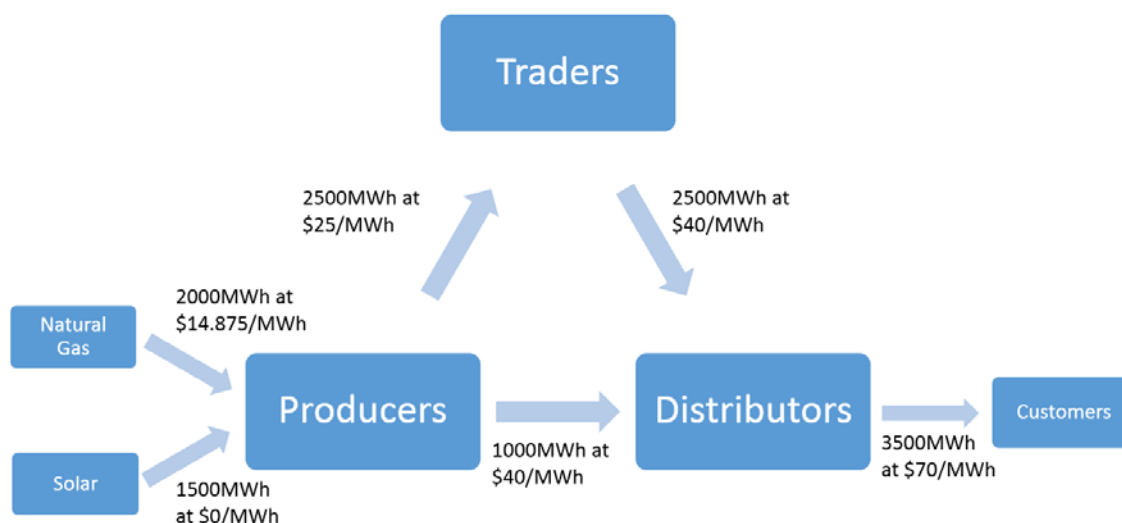 Traders
2500MWh at
$25/MWh
2500MWh at
$40/MWh
2000MWh at
$14.875/MWh
Natural
Gas
Producers
Distributors
Customers
1000MWh at
$40/MWh
3500MWh
at $70/MWh
Solar
1500MWh
at $0/MWh